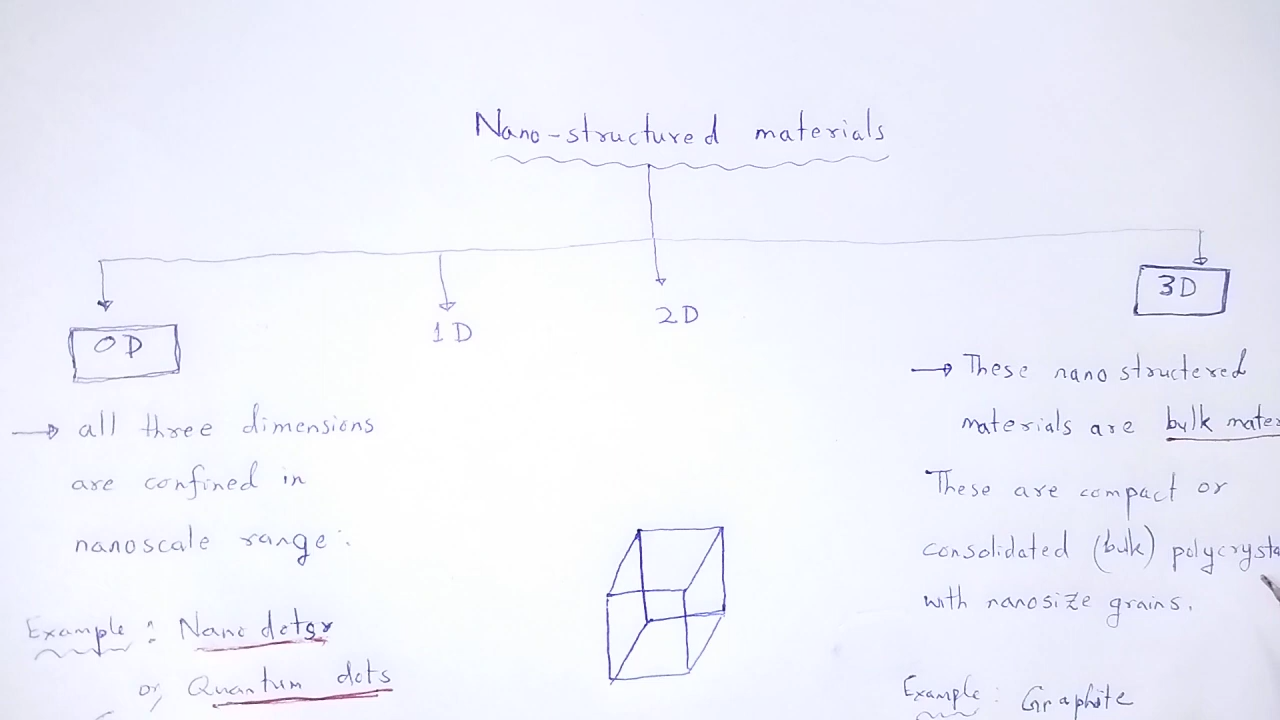 Nano-structured materials
0D
1D
2D
3D
→ all three dimensions
are confined in
nanoscale range:
Example: Nano dots
or, Quantum dots
→ These nano structered
materials are bulk mater
These are compact or
consolidated (bulk) polycrysta
with nanosize grains.
Example: Graphite